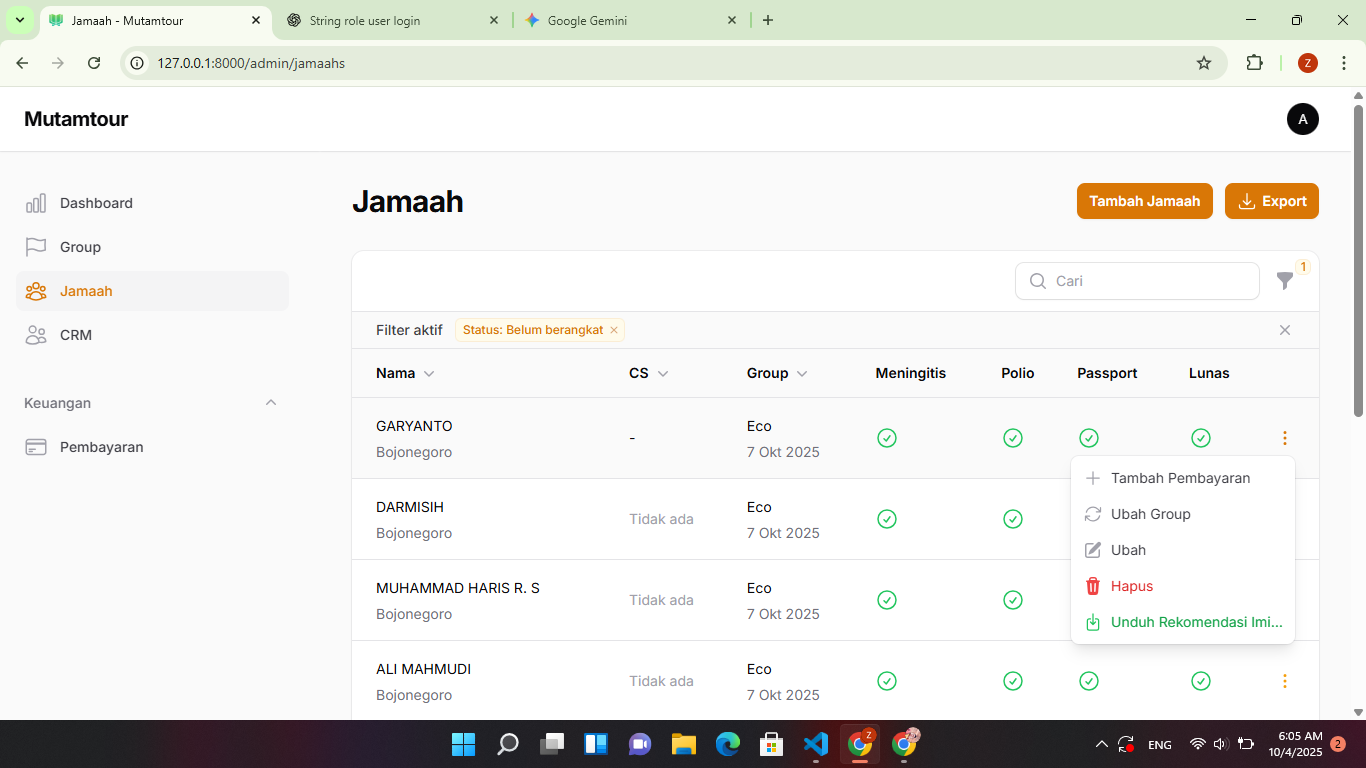 Jamaah - Mutamtour
String role user login
Google Gemini
127.0.0.1:8000/admin/jamaahs
Z
Mutamtour
A
Dashboard
Group
Jamaah
CRM
Keuangan
Pembayaran
Jamaah
Tambah Jamaah
Export
Cari
1
Filter aktif Status: Belum berangkat
Nama CS Group Meningitis Polio Passport Lunas
GARYANTO
Bojonegoro
-
Eco
7 Okt 2025
DARMISIH
Bojonegoro
Tidak ada
Eco
7 Okt 2025
MUHAMMAD HARIS R. S
Bojonegoro
Tidak ada
Eco
7 Okt 2025
ALI MAHMUDI
Bojonegoro
Tidak ada
Eco
7 Okt 2025
Tambah Pembayaran
Ubah Group
Ubah
Hapus
Unduh Rekomendasi Imi...
Z
ENG
6:05 AM
10/4/2025
2